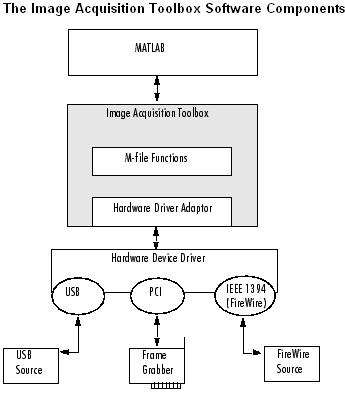 The Image Acquisition Toolbox Software Components
MATLAB
Image Acquisition Toolbox
M-file Functions
Hardware Driver Adaptor
Hardware Device Driver
USB
PCI
IEEE 1394
(FireWire)
USB
Source
Frame
Grabber
FireWire
Source